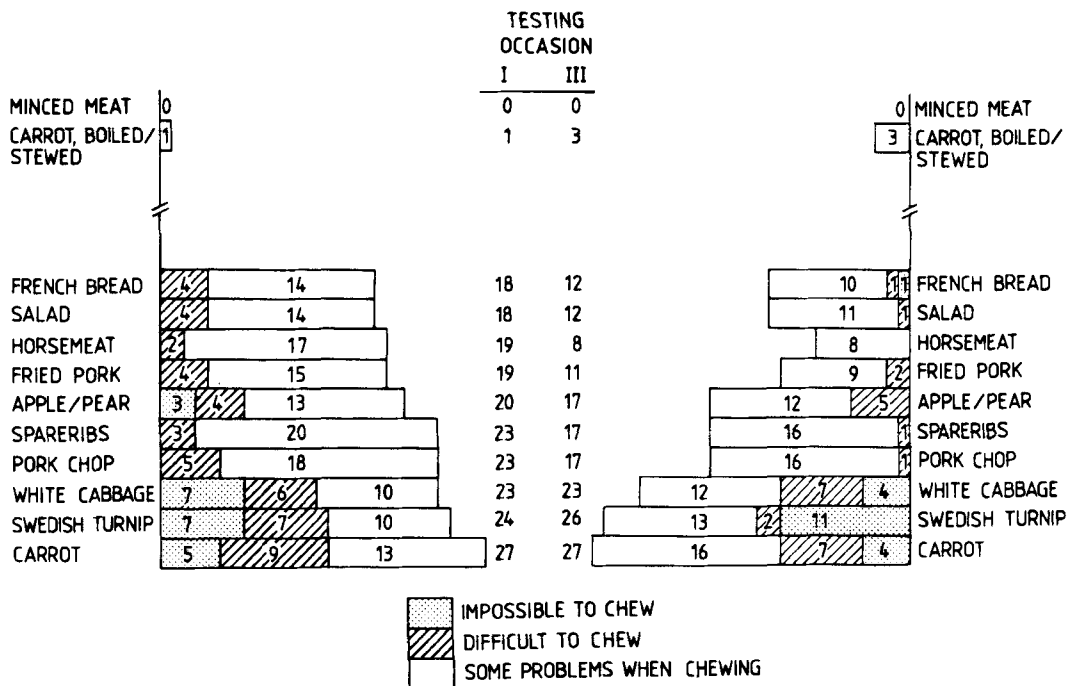 TESTING
OCCASION
I III
MINCED MEAT 0 0 0 0 MINCED MEAT
CARROT, BOILED/ 1 1 3 3 CARROT, BOILED/
STEWED STEWED
FRENCH BREAD 4 14 18 12 10 1 1 FRENCH BREAD
SALAD 4 14 18 12 11 1 SALAD
HORSEMEAT 2 17 19 8 8 HORSEMEAT
FRIED PORK 4 15 19 11 9 2 FRIED PORK
APPLE/PEAR 3 4 13 20 17 12 5 APPLE/PEAR
SPARERIBS 3 20 23 17 16 1 SPARERIBS
PORK CHOP 5 18 23 17 16 1 PORK CHOP
WHITE CABBAGE 7 6 10 23 23 12 7 4 WHITE CABBAGE
SWEDISH TURNIP 7 7 10 24 26 13 2 11 SWEDISH TURNIP
CARROT 5 9 13 27 27 16 7 4 CARROT
IMPOSSIBLE TO CHEW
DIFFICULT TO CHEW
SOME PROBLEMS WHEN CHEWING